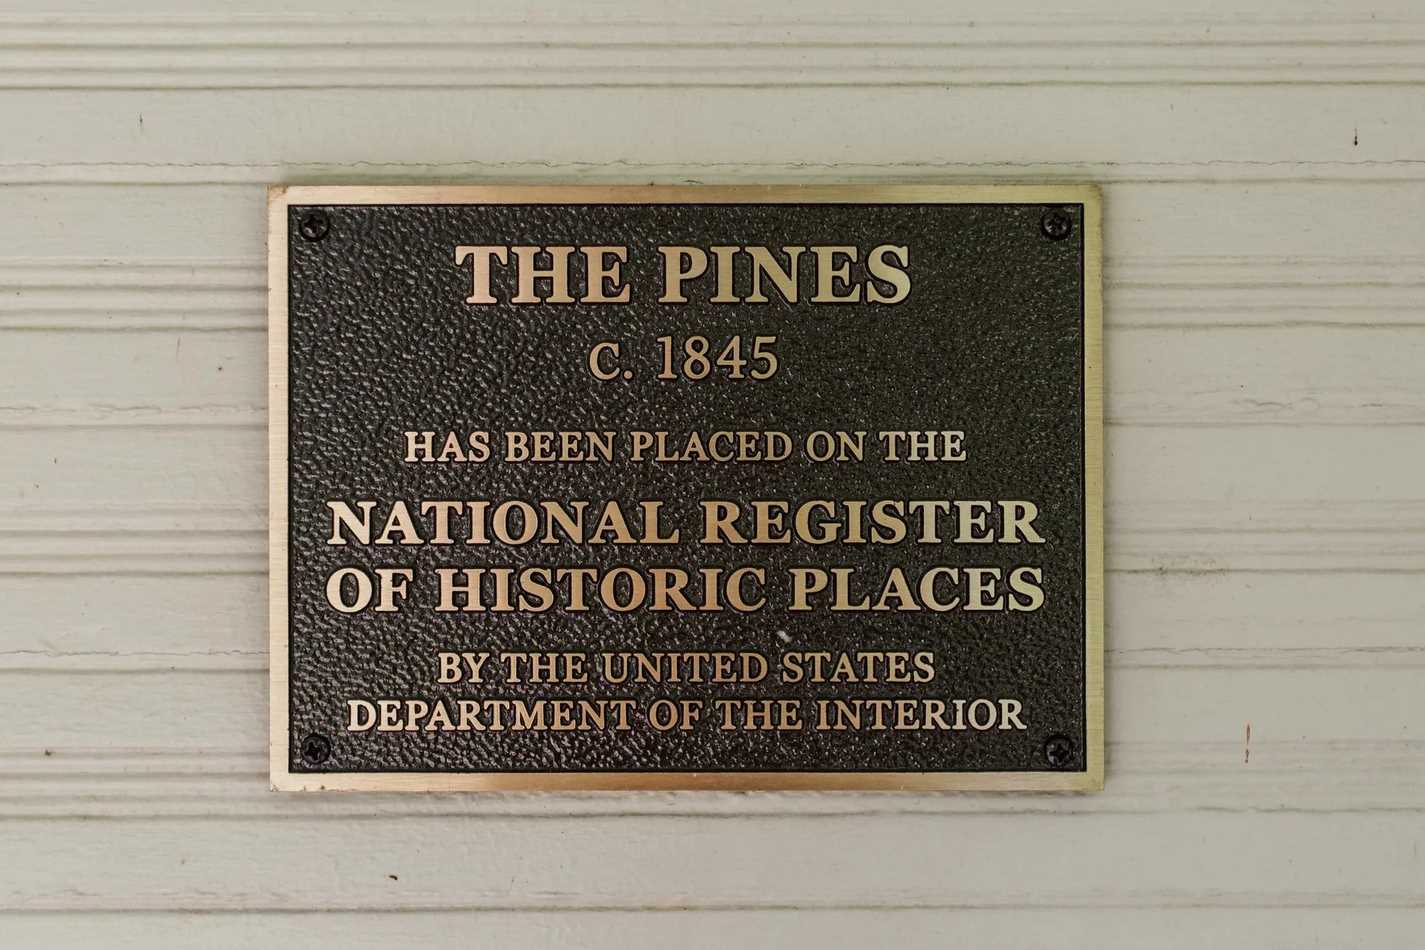 THE PINES
C. 1845
HAS BEEN PLACED ON THE
NATIONAL REGISTER
OF HISTORIC PLACES
BY THE UNITED STATES
DEPARTMENT OF THE INTERIOR